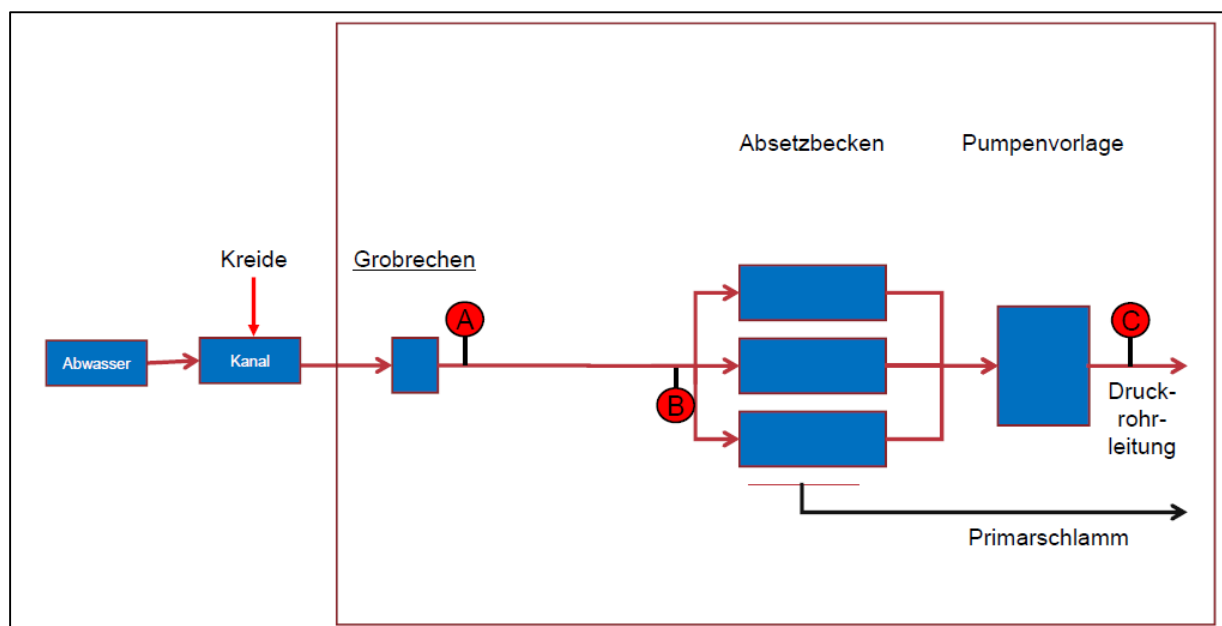 Absetzbecken
Pumpenvorlage
Kreide
Grobrechen
A
C
Abwasser
Kanal
B
Druck-
rohr-
leitung
Primarschlamm